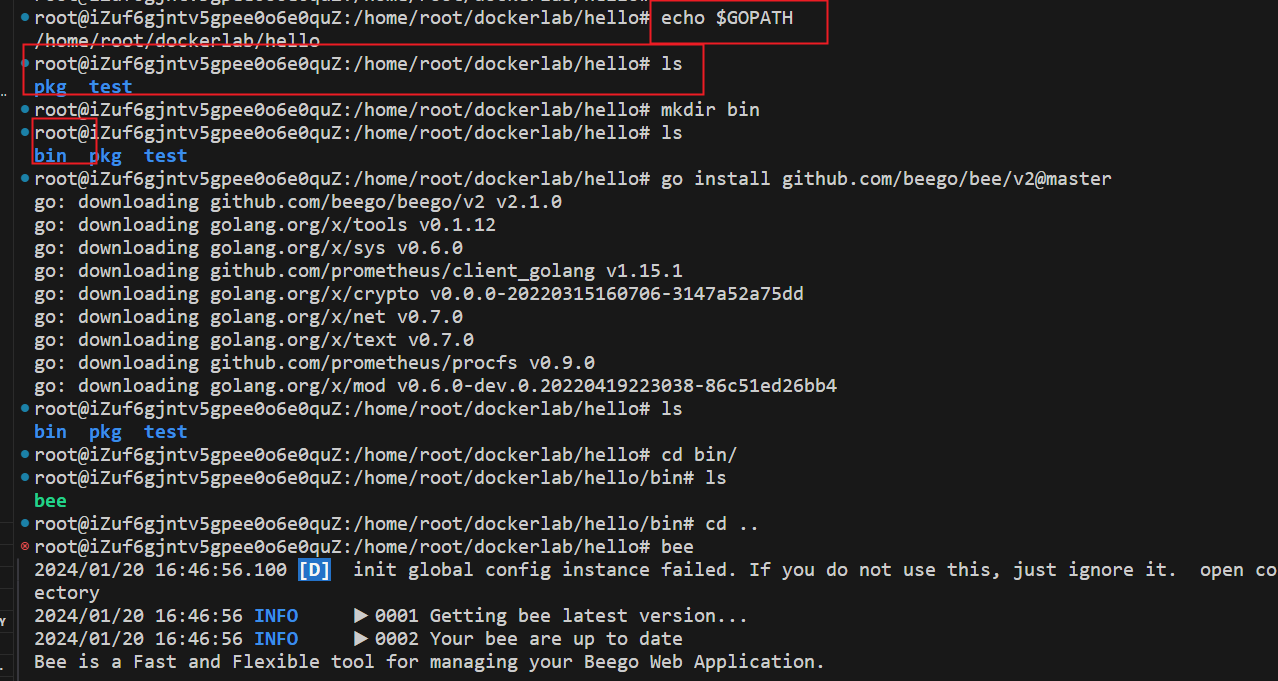 root@iZuf6gjntv5gpee0o6e0quZ:/home/root/dockerlab/hello# echo $GOPATH
/home/root/dockerlab/hello
root@iZuf6gjntv5gpee0o6e0quZ:/home/root/dockerlab/hello# ls
pkg  test
root@iZuf6gjntv5gpee0o6e0quZ:/home/root/dockerlab/hello# mkdir bin
root@iZuf6gjntv5gpee0o6e0quZ:/home/root/dockerlab/hello# ls
bin  pkg  test
root@iZuf6gjntv5gpee0o6e0quZ:/home/root/dockerlab/hello# go install github.com/beego/bee/v2@master
go: downloading github.com/beego/beego/v2 v2.1.0
go: downloading golang.org/x/tools v0.1.12
go: downloading golang.org/x/sys v0.6.0
go: downloading github.com/prometheus/client_golang v1.15.1
go: downloading golang.org/x/crypto v0.0.0-20220315160706-3147a52a75dd
go: downloading golang.org/x/net v0.7.0
go: downloading golang.org/x/text v0.7.0
go: downloading github.com/prometheus/procfs v0.9.0
go: downloading golang.org/x/mod v0.6.0-dev.0.20220419223038-86c51ed26bb4
root@iZuf6gjntv5gpee0o6e0quZ:/home/root/dockerlab/hello# ls
bin  pkg  test
root@iZuf6gjntv5gpee0o6e0quZ:/home/root/dockerlab/hello# cd bin/
root@iZuf6gjntv5gpee0o6e0quZ:/home/root/dockerlab/hello/bin# ls
bee
root@iZuf6gjntv5gpee0o6e0quZ:/home/root/dockerlab/hello/bin# cd ..
root@iZuf6gjntv5gpee0o6e0quZ:/home/root/dockerlab/hello# bee
2024/01/20 16:46:56.100 [D]  init global config instance failed. If you do not use this, just ignore it.  open co
ectory
2024/01/20 16:46:56 INFO     ▶ 0001 Getting bee latest version...
2024/01/20 16:46:56 INFO     ▶ 0002 Your bee are up to date
Bee is a Fast and Flexible tool for managing your Beego Web Application.